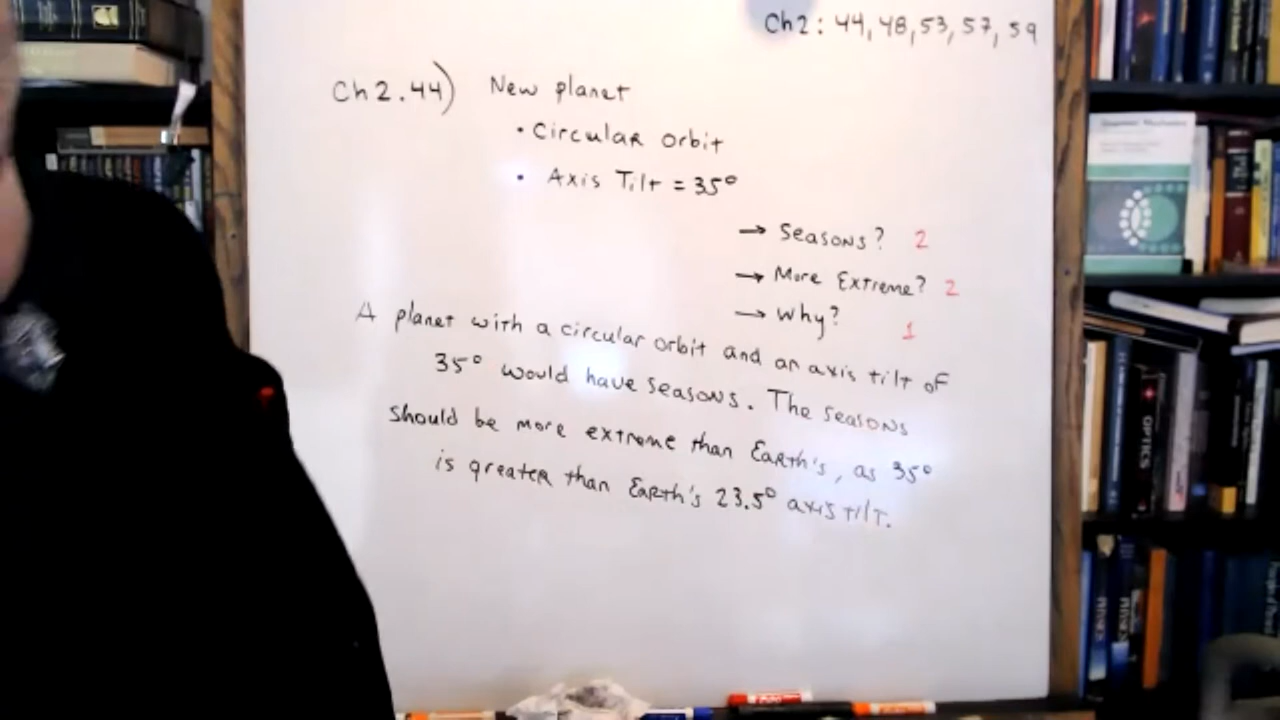 Ch2: 44, 48, 53, 57, 59
Ch2.44) New planet
• Circular orbit
• Axis Tilt = 35°
→ Seasons? 2
→ More Extreme? 2
→ Why? 1
A planet with a circular orbit and an axis tilt of
35° would have seasons. The seasons
should be more extreme than Earth's, as 35°
is greater than Earth's 23.5° axis tilt.
OPTICS